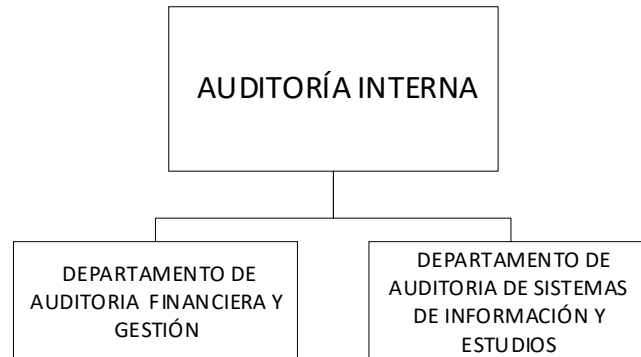 AUDITORÍA INTERNA
DEPARTAMENTO DE
AUDITORIA FINANCIERA Y
GESTIÓN
DEPARTAMENTO DE
AUDITORIA DE SISTEMAS
DE INFORMACIÓN Y
ESTUDIOS